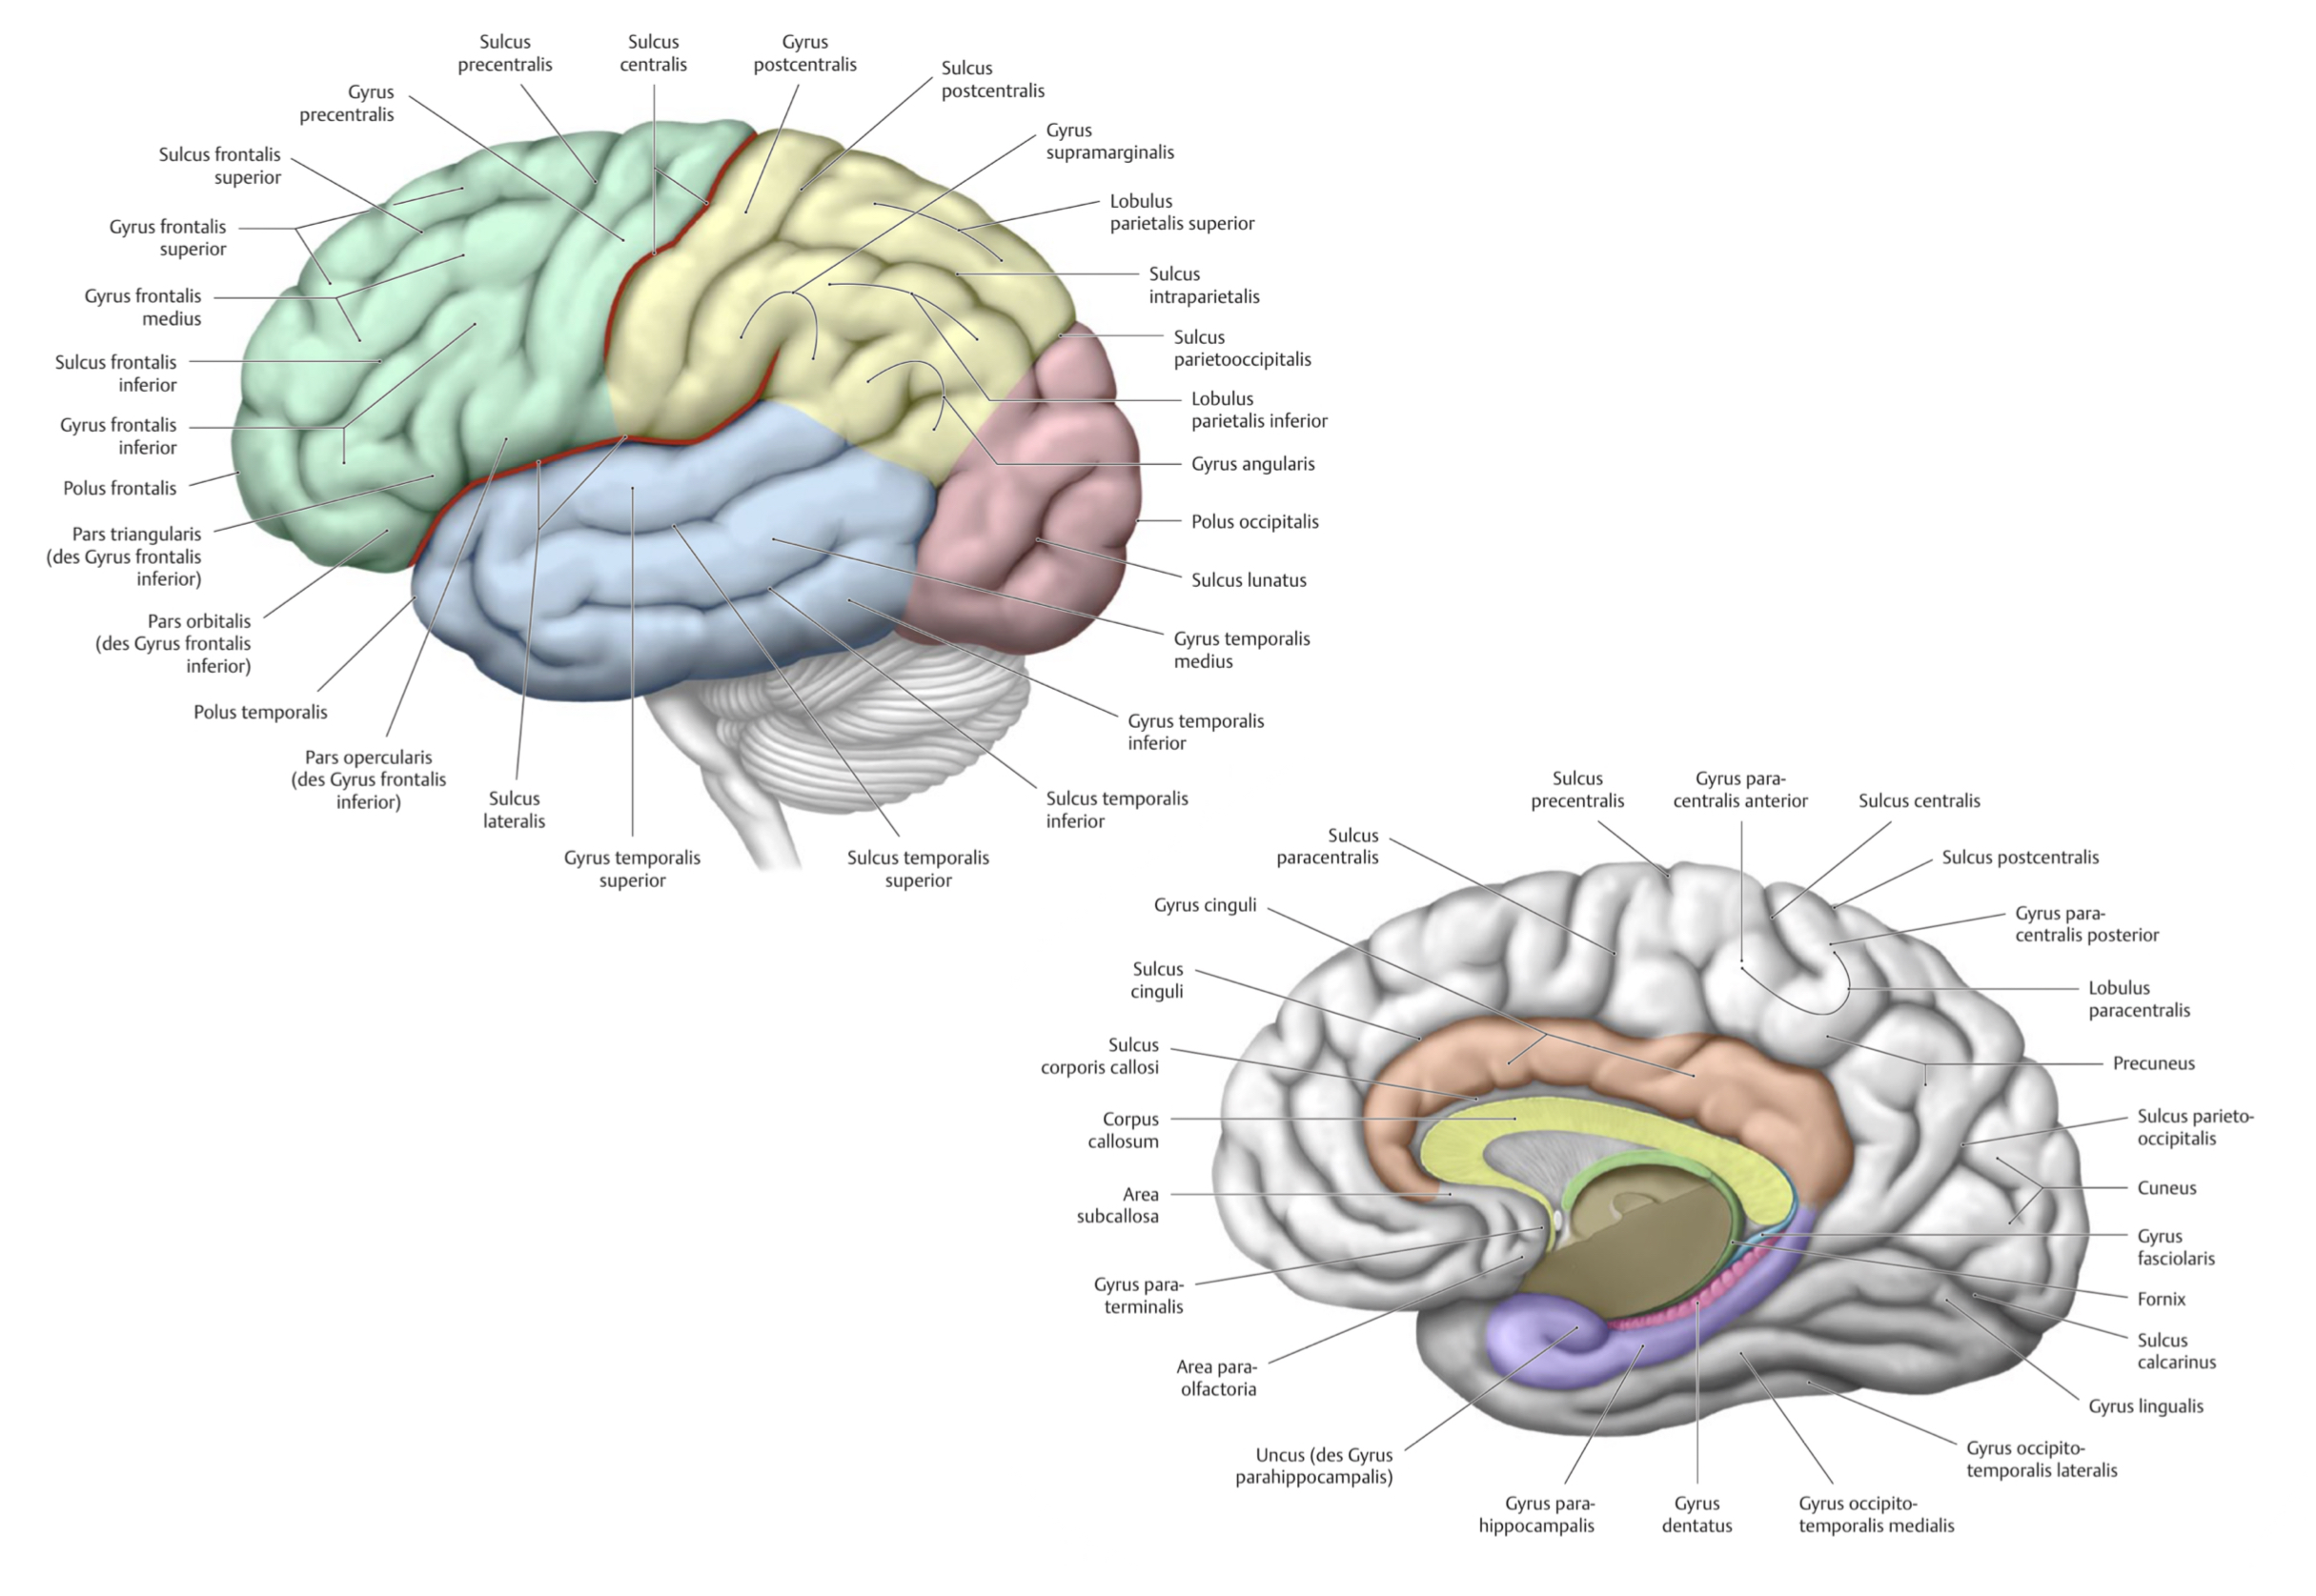 Sulcus
precentralis
Sulcus
centralis
Gyrus
postcentralis
Sulcus
postcentralis
Gyrus
precentralis
Gyrus
supramarginalis
Sulcus frontalis
superior
Lobulus
parietalis superior
Gyrus frontalis
superior
Sulcus
intraparietalis
Gyrus frontalis
medius
Sulcus
parietooccipitalis
Sulcus frontalis
inferior
Lobulus
parietalis inferior
Gyrus frontalis
inferior
Gyrus angularis
Polus frontalis
Polus occipitalis
Pars triangularis
(des Gyrus frontalis
inferior)
Sulcus lunatus
Pars orbitalis
(des Gyrus frontalis
inferior)
Gyrus temporalis
medius
Polus temporalis
Gyrus temporalis
inferior
Pars opercularis
(des Gyrus frontalis
inferior)
Sulcus
lateralis
Sulcus temporalis
inferior
Gyrus temporalis
superior
Sulcus temporalis
superior
Sulcus
precentralis
Gyrus para-
centralis anterior
Sulcus centralis
Sulcus
paracentralis
Sulcus postcentralis
Gyrus cinguli
Gyrus para-
centralis posterior
Sulcus
cinguli
Lobulus
paracentralis
Sulcus
corporis callosi
Precuneus
Corpus
callosum
Sulcus parieto-
occipitalis
Area
subcallosa
Cuneus
Gyrus
fasciolaris
Gyrus para-
terminalis
Fornix
Sulcus
calcarinus
Area para-
olfactoria
Gyrus lingualis
Uncus (des Gyrus
parahippocampalis)
Gyrus occipito-
temporalis lateralis
Gyrus para-
hippocampalis
Gyrus
dentatus
Gyrus occipito-
temporalis medialis